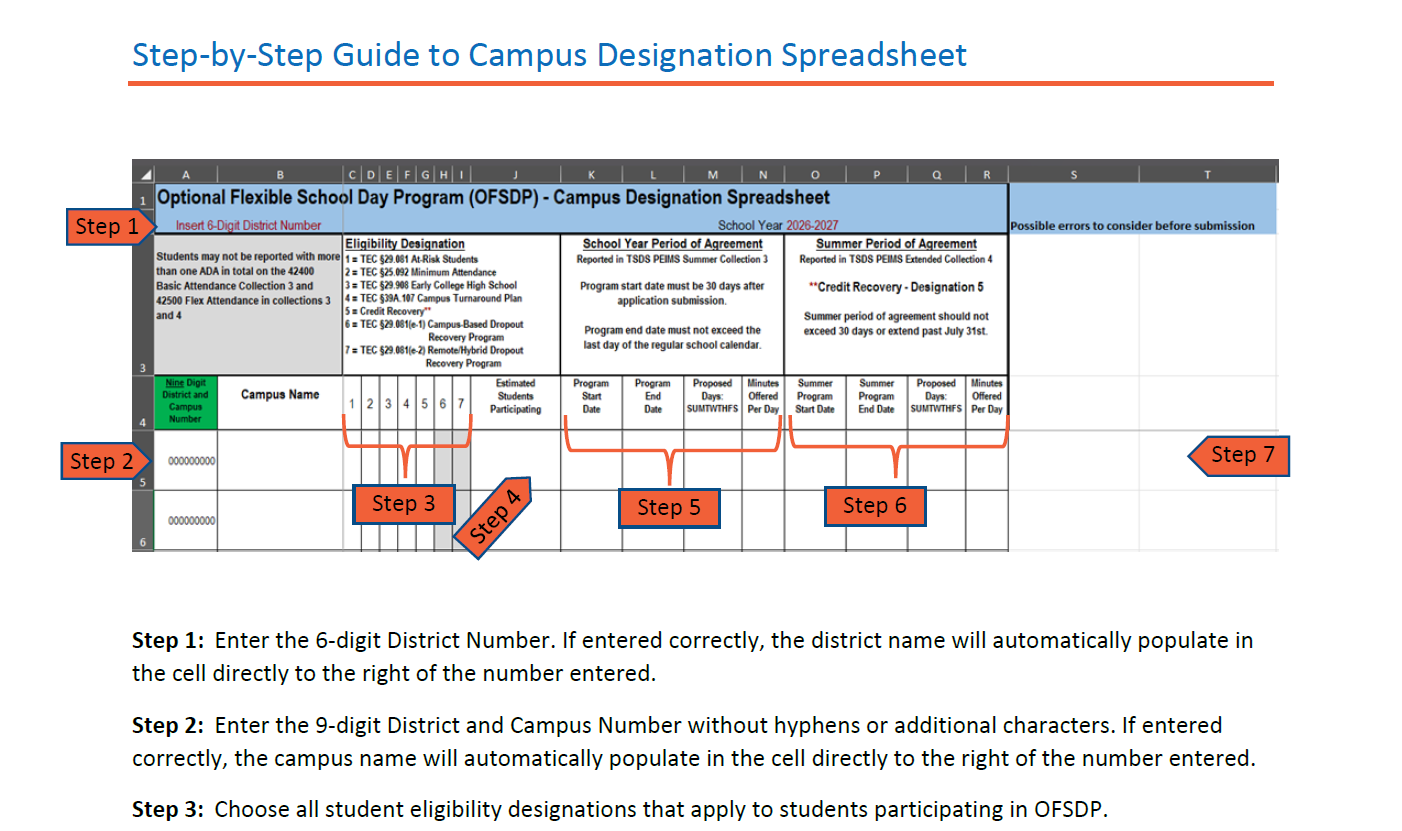 Step-by-Step Guide to Campus Designation Spreadsheet
A B C D E F G H I J K L M N O P Q R S T
1 Optional Flexible School Day Program (OFSDP) - Campus Designation Spreadsheet
Step 1
Insert 6-Digit District Number
School Year 2026-2027
Possible errors to consider before submission
Students may not be reported with more
than one ADA in total on the 42400
Basic Attendance Collection 3 and
42500 Flex Attendance in collections 3
and 4
Eligibility Designation
1 = TEC §29.081 At-Risk Students
2 = TEC §25.092 Minimum Attendance
3 = TEC §29.908 Early College High School
4 = TEC §39A.107 Campus Turnaround Plan
5 = Credit Recovery**
6 = TEC §29.081(e-1) Campus-Based Dropout
Recovery Program
7 = TEC §29.081(e-2) Remote/Hybrid Dropout
Recovery Program
School Year Period of Agreement
Reported in TSDS PEIMS Summer Collection 3
Program start date must be 30 days after
application submission.
Program end date must not exceed the
last day of the regular school calendar.
Summer Period of Agreement
Reported in TSDS PEIMS Extended Collection 4
**Credit Recovery - Designation 5
Summer period of agreement should not
exceed 30 days or extend past July 31st.
3
Nine Digit
District and
Campus
Number
Campus Name
1 2 3 4 5 6 7
Estimated
Students
Participating
Program
Start
Date
Program
End
Date
Proposed
Days:
SUMTWTHFS
Minutes
Offered
Per Day
Summer
Program
Start Date
Summer
Program
End Date
Proposed
Days:
SUMTWTHFS
Minutes
Offered
Per Day
4
Step 2
000000000
5
Step 3
Step 4
Step 5
Step 6
Step 7
000000000
6
Step 1: Enter the 6-digit District Number. If entered correctly, the district name will automatically populate in
the cell directly to the right of the number entered.
Step 2: Enter the 9-digit District and Campus Number without hyphens or additional characters. If entered
correctly, the campus name will automatically populate in the cell directly to the right of the number entered.
Step 3: Choose all student eligibility designations that apply to students participating in OFSDP.